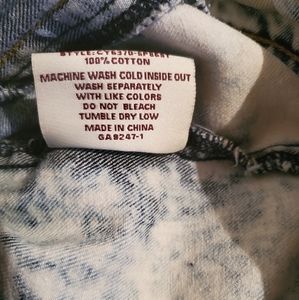 100% COTTON
MACHINE WASH COLD INSIDE OUT
WASH SEPARATELY
WITH LIKE COLORS
DO NOT BLEACH
TUMBLE DRY LOW
MADE IN CHINA
GA9247-1